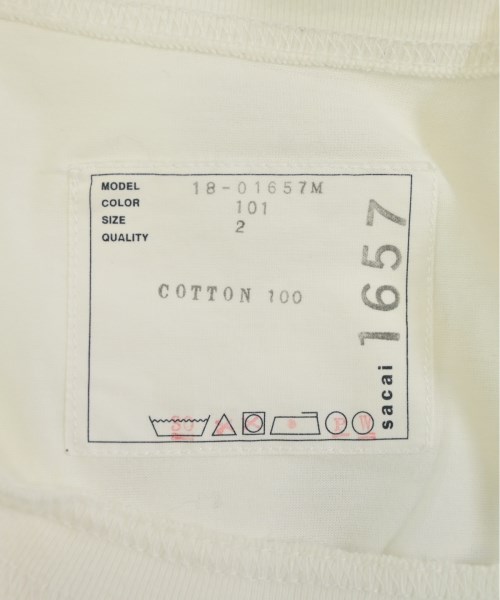 MODEL 18-01657M
COLOR 101
SIZE 2
QUALITY
COTTON 100
sacai 1657
P W